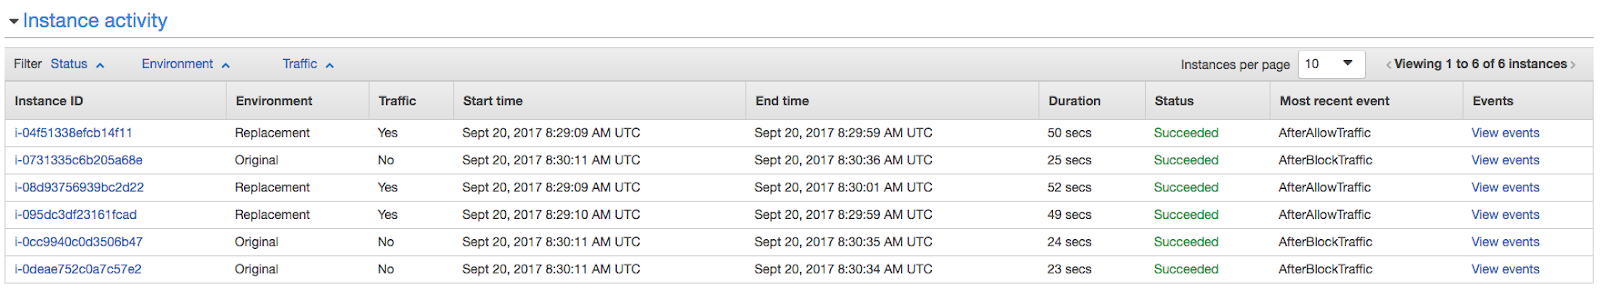 Instance activity
Filter Status Environment Traffic Instances per page 10 Viewing 1 to 6 of 6 instances
Instance ID Environment Traffic Start time End time Duration Status Most recent event Events
i-04f51338efcb14f11 Replacement Yes Sept 20, 2017 8:29:09 AM UTC Sept 20, 2017 8:29:59 AM UTC 50 secs Succeeded AfterAllowTraffic View events
i-0731335c6b205a68e Original No Sept 20, 2017 8:30:11 AM UTC Sept 20, 2017 8:30:36 AM UTC 25 secs Succeeded AfterBlockTraffic View events
i-08d93756939bc2d22 Replacement Yes Sept 20, 2017 8:29:09 AM UTC Sept 20, 2017 8:30:01 AM UTC 52 secs Succeeded AfterAllowTraffic View events
i-095dc3df23161fcad Replacement Yes Sept 20, 2017 8:29:10 AM UTC Sept 20, 2017 8:29:59 AM UTC 49 secs Succeeded AfterAllowTraffic View events
i-0cc9940c0d3506b47 Original No Sept 20, 2017 8:30:11 AM UTC Sept 20, 2017 8:30:35 AM UTC 24 secs Succeeded AfterBlockTraffic View events
i-0deae752c0a7c57e2 Original No Sept 20, 2017 8:30:11 AM UTC Sept 20, 2017 8:30:34 AM UTC 23 secs Succeeded AfterBlockTraffic View events